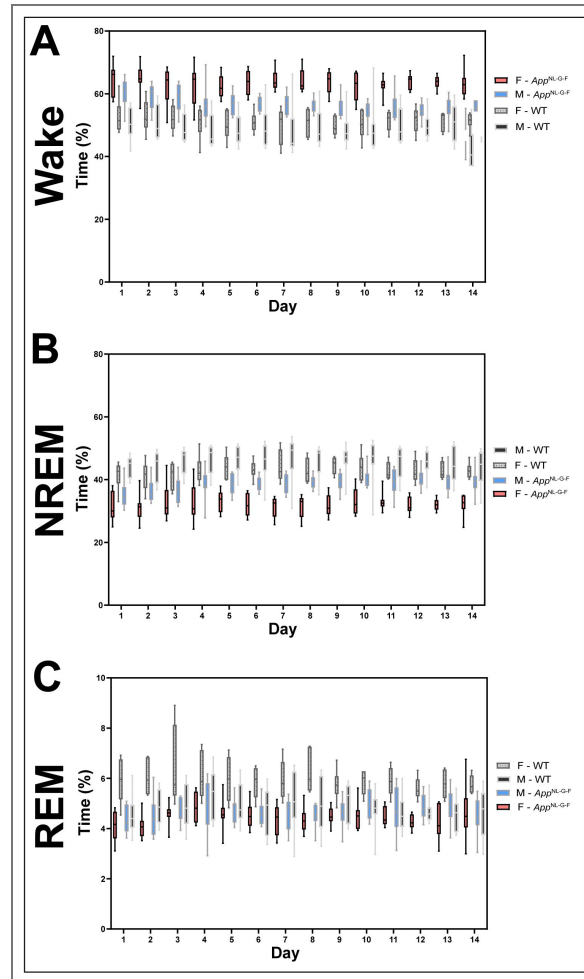 A
Wake
Time (%)
80
60
40
20
0
1 2 3 4 5 6 7 8 9 10 11 12 13 14
Day
F - App^NL-G-F
M - App^NL-G-F
F - WT
M - WT
B
NREM
Time (%)
80
60
40
20
0
1 2 3 4 5 6 7 8 9 10 11 12 13 14
Day
M - WT
F - WT
M - App^NL-G-F
F - App^NL-G-F
C
REM
Time (%)
10
8
6
4
2
0
1 2 3 4 5 6 7 8 9 10 11 12 13 14
Day
F - WT
M - WT
M - App^NL-G-F
F - App^NL-G-F